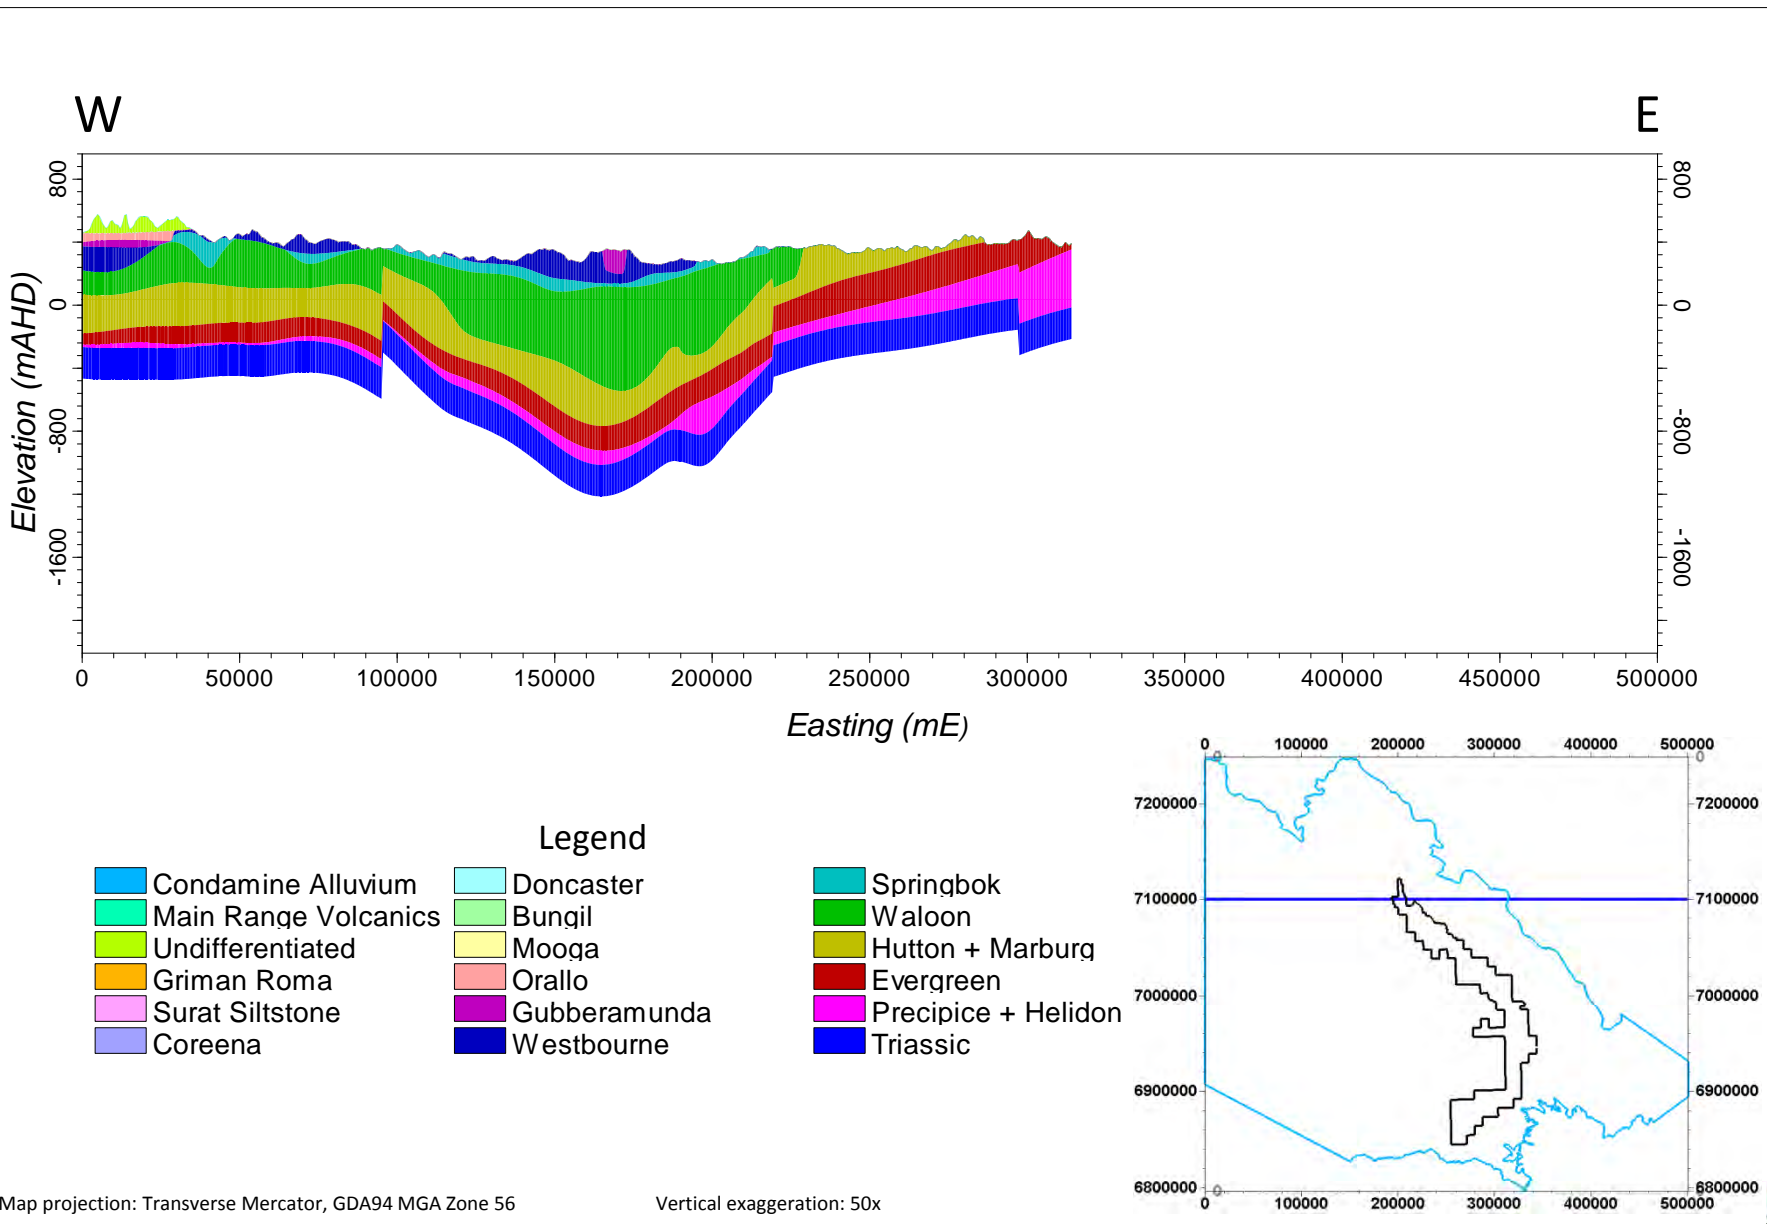 W E
800 800
0 0
-800 -800
-1600 -1600
Elevation (mAHD)
0 50000 100000 150000 200000 250000 300000 350000 400000 450000 500000
Easting (mE)
0 100000 200000 300000 400000 500000
0 0
7200000 7200000
7100000 7100000
7000000 7000000
6900000 6900000
6800000 6800000
0 0
0 100000 200000 300000 400000 500000
Legend
Condamine Alluvium
Main Range Volcanics
Undifferentiated
Griman Roma
Surat Siltstone
Coreena
Doncaster
Bungil
Mooga
Orallo
Gubberamunda
Westbourne
Springbok
Waloon
Hutton + Marburg
Evergreen
Precipice + Helidon
Triassic
Map projection: Transverse Mercator, GDA94 MGA Zone 56
Vertical exaggeration: 50x